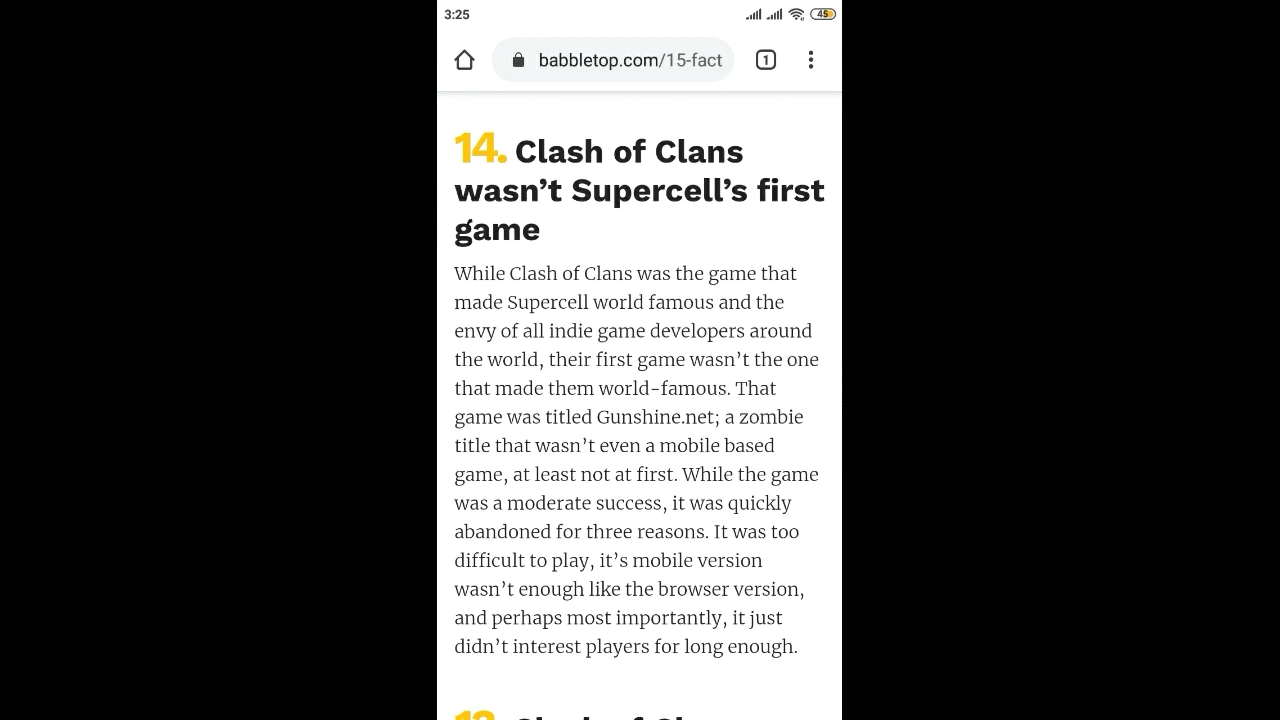 3:25
45
babbletop.com/15-fact
1
14. Clash of Clans
wasn’t Supercell’s first
game
While Clash of Clans was the game that
made Supercell world famous and the
envy of all indie game developers around
the world, their first game wasn’t the one
that made them world-famous. That
game was titled Gunshine.net; a zombie
title that wasn’t even a mobile based
game, at least not at first. While the game
was a moderate success, it was quickly
abandoned for three reasons. It was too
difficult to play, it’s mobile version
wasn’t enough like the browser version,
and perhaps most importantly, it just
didn’t interest players for long enough.